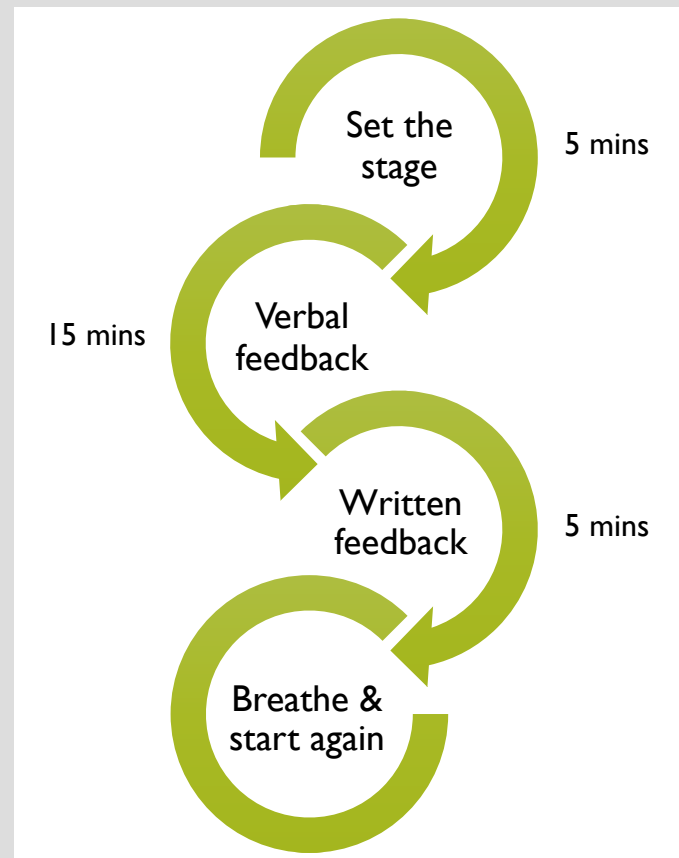 Set the
stage
5 mins
Verbal
feedback
15 mins
Written
feedback
5 mins
Breathe &
start again